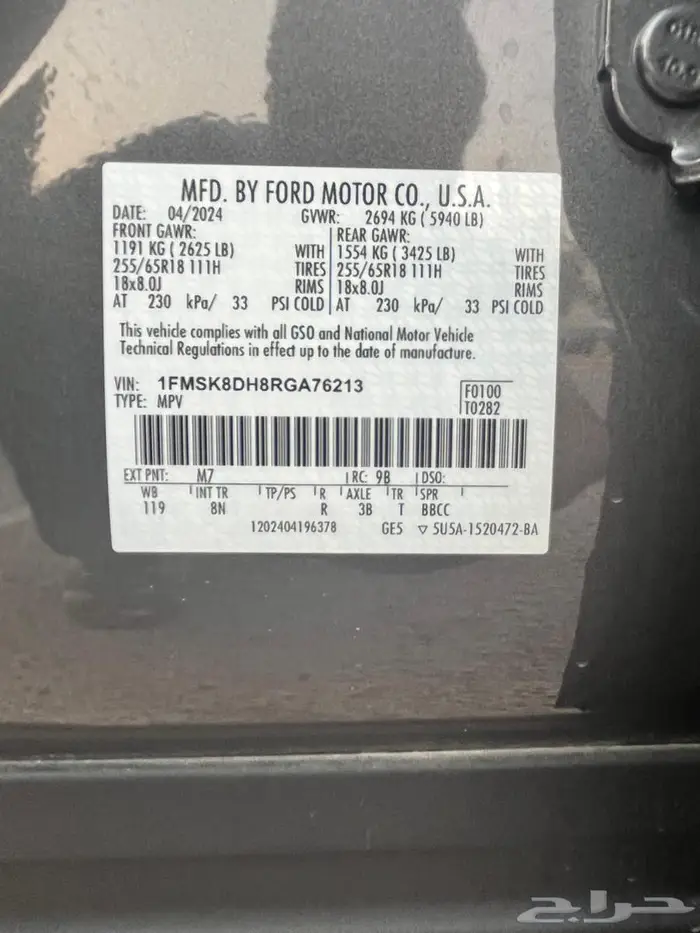 MFD. BY FORD MOTOR CO., U.S.A.
DATE: 04/2024 GVWR: 2694 KG ( 5940 LB)
FRONT GAWR: REAR GAWR:
1191 KG ( 2625 LB) WITH 1554 KG ( 3425 LB) WITH
255/65R18 111H TIRES 255/65R18 111H TIRES
18x8.0J RIMS 18x8.0J RIMS
AT 230 kPa/ 33 PSI COLD AT 230 kPa/ 33 PSI COLD
This vehicle complies with all GSO and National Motor Vehicle
Technical Regulations in effect up to the date of manufacture.
VIN: 1FMSK8DH8RGA76213 F0100
TYPE: MPV T0282
EXT PNT: M7 RC: 9B DSO:
WB INT TR TP/PS R AXLE TR SPR
119 8N R 3B T BBCC
1202404196378 GE5 ▽ 5U5A-1520472-BA
حراج